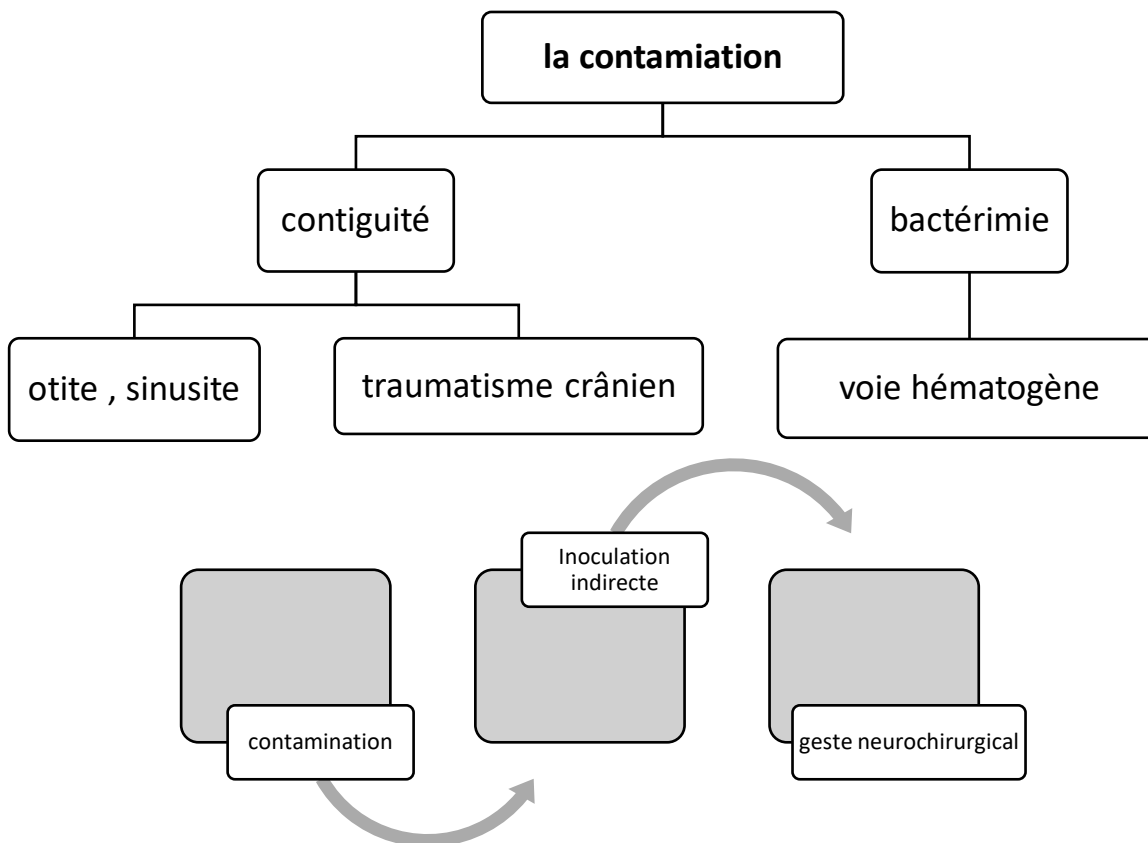 la contamiation
contiguité
bactérimie
otite , sinusite
traumatisme crânien
voie hématogène
Inoculation
indirecte
contamination
geste neurochirurgical